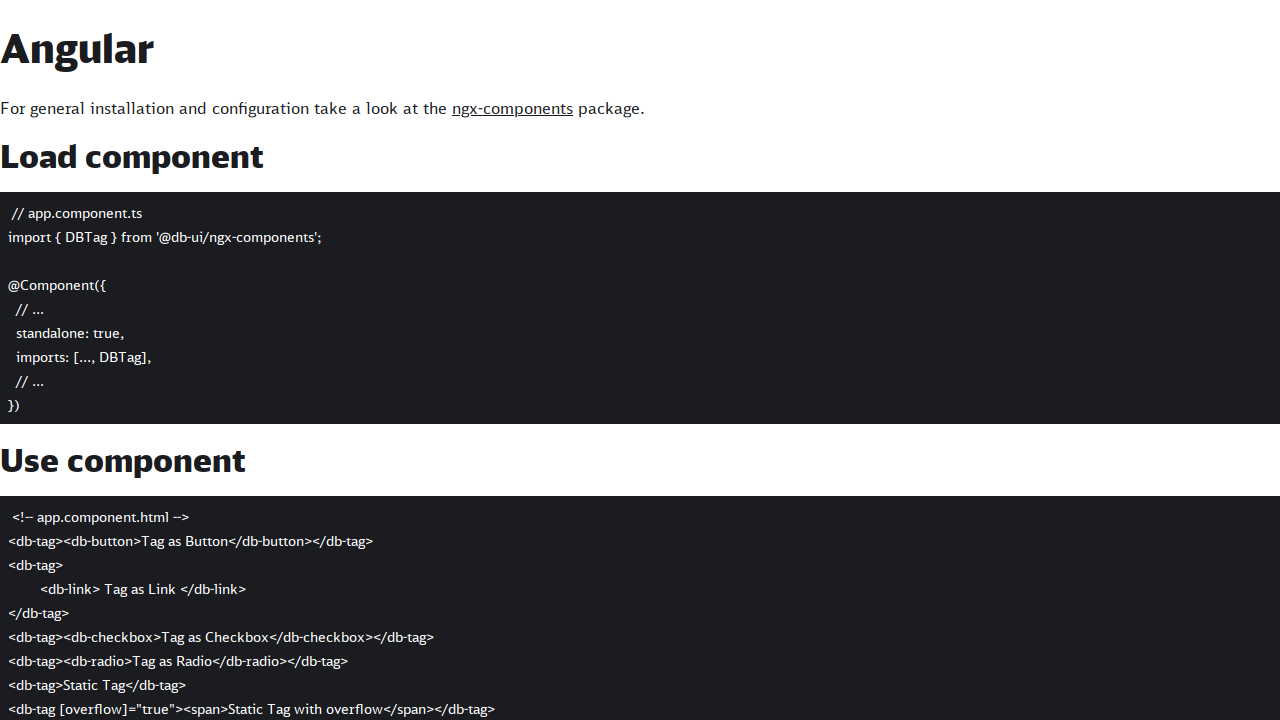 Angular
For general installation and configuration take a look at the ngx-components package.
Load component
// app.component.ts
import { DBTag } from '@db-ui/ngx-components';
@Component({
// ...
standalone: true,
imports: [..., DBTag],
// ...
})
Use component
<!-- app.component.html -->
<db-tag><db-button>Tag as Button</db-button></db-tag>
<db-tag>
<db-link> Tag as Link </db-link>
</db-tag>
<db-tag><db-checkbox>Tag as Checkbox</db-checkbox></db-tag>
<db-tag><db-radio>Tag as Radio</db-radio></db-tag>
<db-tag>Static Tag</db-tag>
<db-tag [overflow]="true"><span>Static Tag with overflow</span></db-tag>